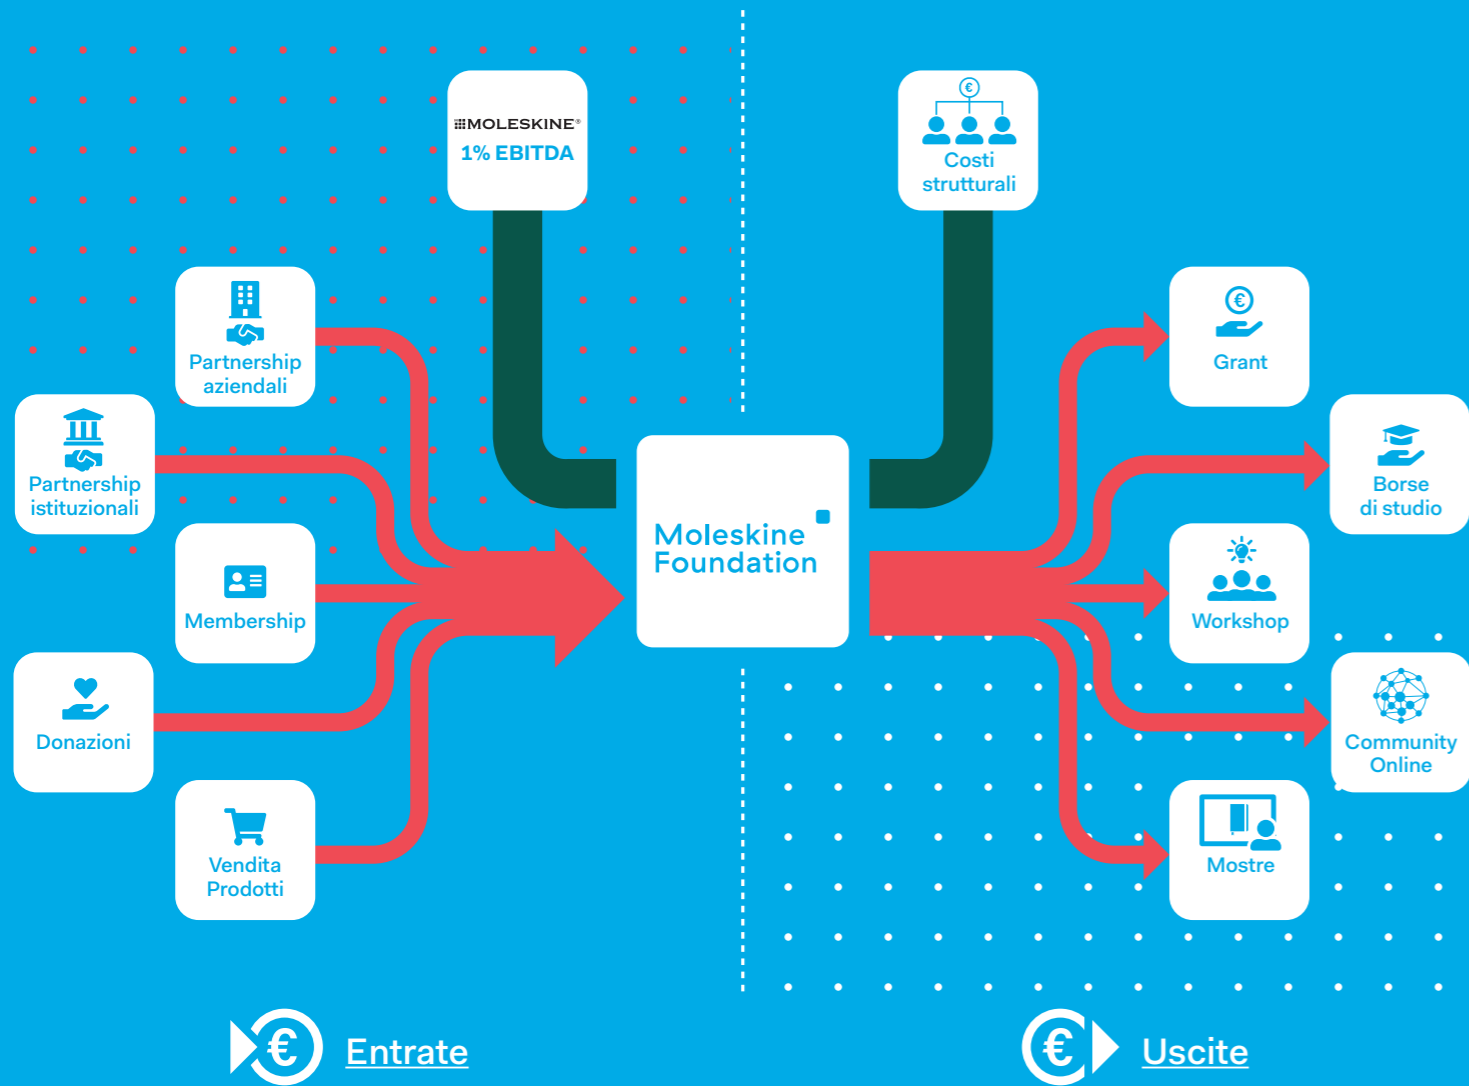 MOLESKINE®
1% EBITDA
€
Costi
strutturali
Partnership
aziendali
€
Grant
Partnership
istituzionali
Borse
di studio
Moleskine
Foundation
Membership
Workshop
Donazioni
Community
Online
Vendita
Prodotti
Mostre
€ Entrate
€ Uscite